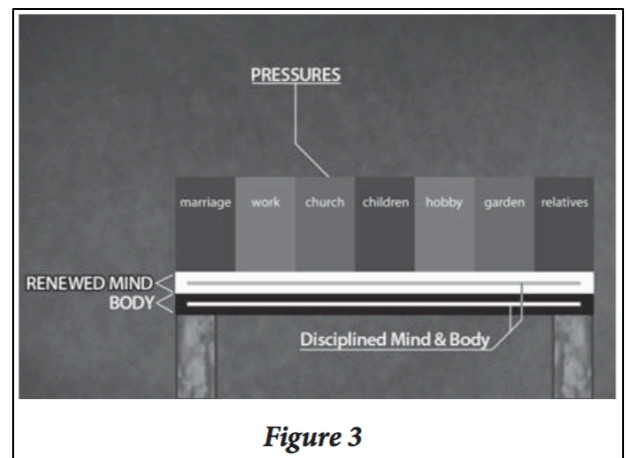 PRESSURES
marriage work church children hobby garden relatives
RENEWED MIND
BODY
Disciplined Mind & Body
Figure 3